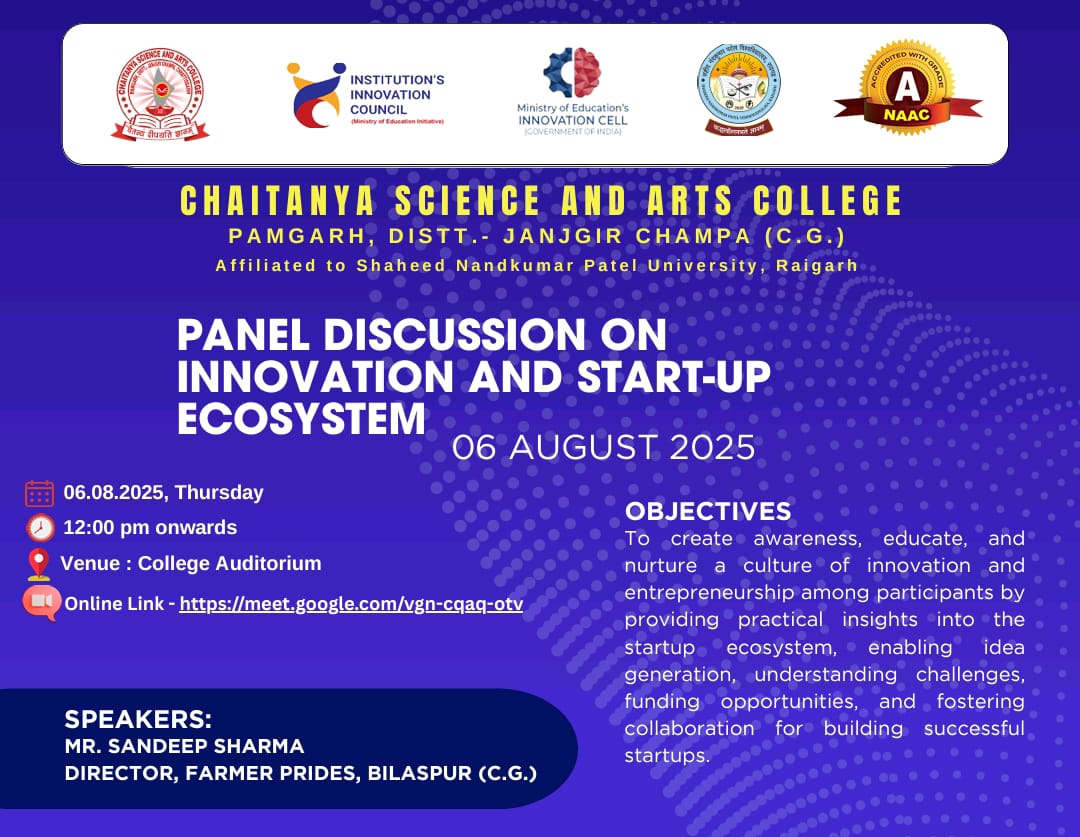 CHAITANYA SCIENCE AND ARTS COLLEGE
चैतन्यं दीपयति ज्ञानम्
INSTITUTION'S
INNOVATION
COUNCIL
(Ministry of Education Initiative)
Ministry of Education's
INNOVATION CELL
(GOVERNMENT OF INDIA)
ACCREDITED WITH GRADE
A
NAAC
CHAITANYA SCIENCE AND ARTS COLLEGE
PAMGARH, DISTT.- JANJGIR CHAMPA (C.G.)
Affiliated to Shaheed Nandkumar Patel University, Raigarh
PANEL DISCUSSION ON
INNOVATION AND START-UP
ECOSYSTEM
06 AUGUST 2025
06.08.2025, Thursday
12:00 pm onwards
Venue : College Auditorium
Online Link - https://meet.google.com/vgn-cqaq-otv
OBJECTIVES
To create awareness, educate, and
nurture a culture of innovation and
entrepreneurship among participants by
providing practical insights into the
startup ecosystem, enabling idea
generation, understanding challenges,
funding opportunities, and fostering
collaboration for building successful
startups.
SPEAKERS:
MR. SANDEEP SHARMA
DIRECTOR, FARMER PRIDES, BILASPUR (C.G.)